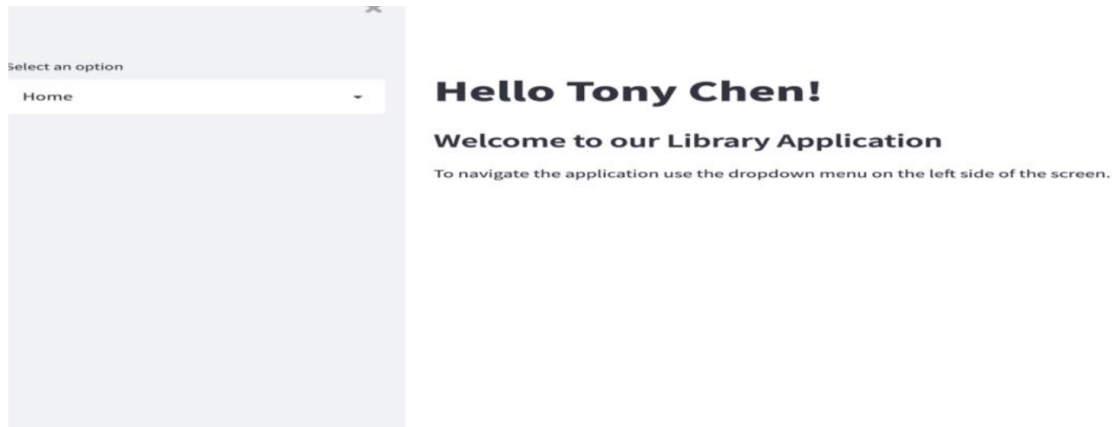 Select an option
Home
Hello Tony Chen!
Welcome to our Library Application
To navigate the application use the dropdown menu on the left side of the screen.